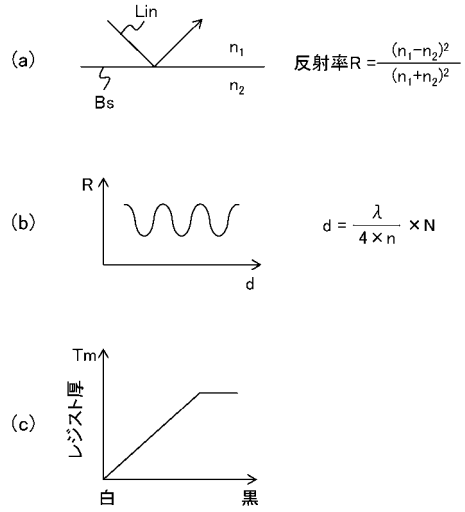 (a)
Lin
n1
n2
Bs
反射率R = (n1−n2)2 / (n1+n2)2
(b)
R
d
d = λ / 4×n ×N
(c)
Tm
レジスト厚
白
黒